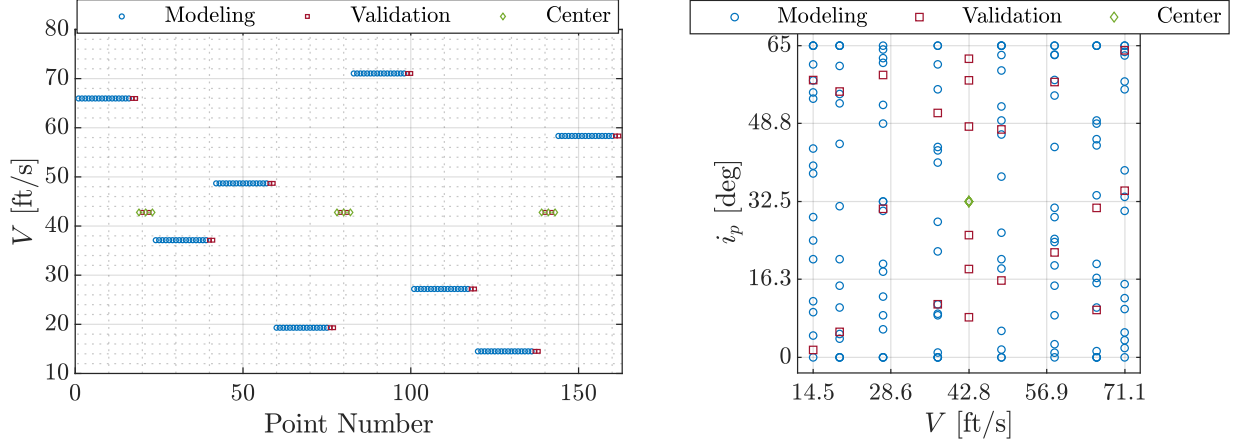 Modeling Validation Center
80
70
60
50
40
30
20
10
V [ft/s]
0 50 100 150
Point Number
Modeling Validation Center
65
48.8
32.5
16.3
0
i_p [deg]
14.5 28.6 42.8 56.9 71.1
V [ft/s]